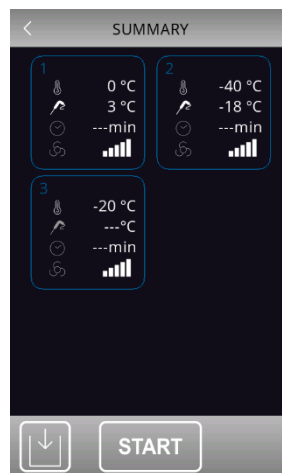 SUMMARY
1
0 °C
3 °C
---min
2
-40 °C
-18 °C
---min
3
-20 °C
---°C
---min
START